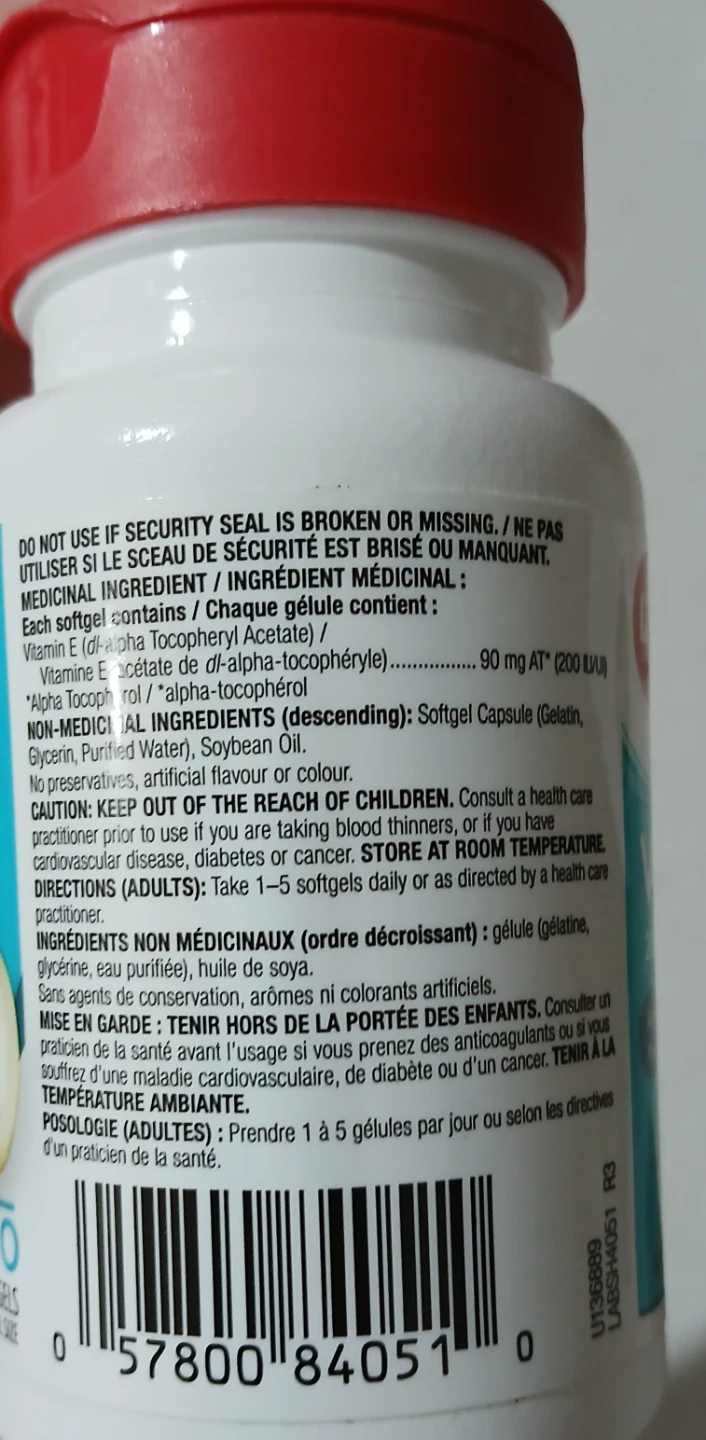 DO NOT USE IF SECURITY SEAL IS BROKEN OR MISSING. / NE PAS
UTILISER SI LE SCEAU DE SÉCURITÉ EST BRISÉ OU MANQUANT.
MEDICINAL INGREDIENT / INGRÉDIENT MÉDICINAL :
Each softgel contains / Chaque gélule contient :
Vitamin E (dl-alpha Tocopheryl Acetate) /
Vitamine E acétate de dl-alpha-tocophéryle)................ 90 mg AT* (200 IU/UI)
*Alpha Tocopherol / *alpha-tocophérol
NON-MEDICINAL INGREDIENTS (descending): Softgel Capsule (Gelatin,
Glycerin, Purified Water), Soybean Oil.
No preservatives, artificial flavour or colour.
CAUTION: KEEP OUT OF THE REACH OF CHILDREN. Consult a health care
practitioner prior to use if you are taking blood thinners, or if you have
cardiovascular disease, diabetes or cancer. STORE AT ROOM TEMPERATURE.
DIRECTIONS (ADULTS): Take 1–5 softgels daily or as directed by a health care
practitioner.
INGRÉDIENTS NON MÉDICINAUX (ordre décroissant) : gélule (gélatine,
glycérine, eau purifiée), huile de soya.
Sans agents de conservation, arômes ni colorants artificiels.
MISE EN GARDE : TENIR HORS DE LA PORTÉE DES ENFANTS. Consulter un
praticien de la santé avant l'usage si vous prenez des anticoagulants ou si vous
souffrez d'une maladie cardiovasculaire, de diabète ou d'un cancer. TENIR À LA
TEMPÉRATURE AMBIANTE.
POSOLOGIE (ADULTES) : Prendre 1 à 5 gélules par jour ou selon les directives
d'un praticien de la santé.
0 57800 84051 0
U136889
LABSH4051 R3